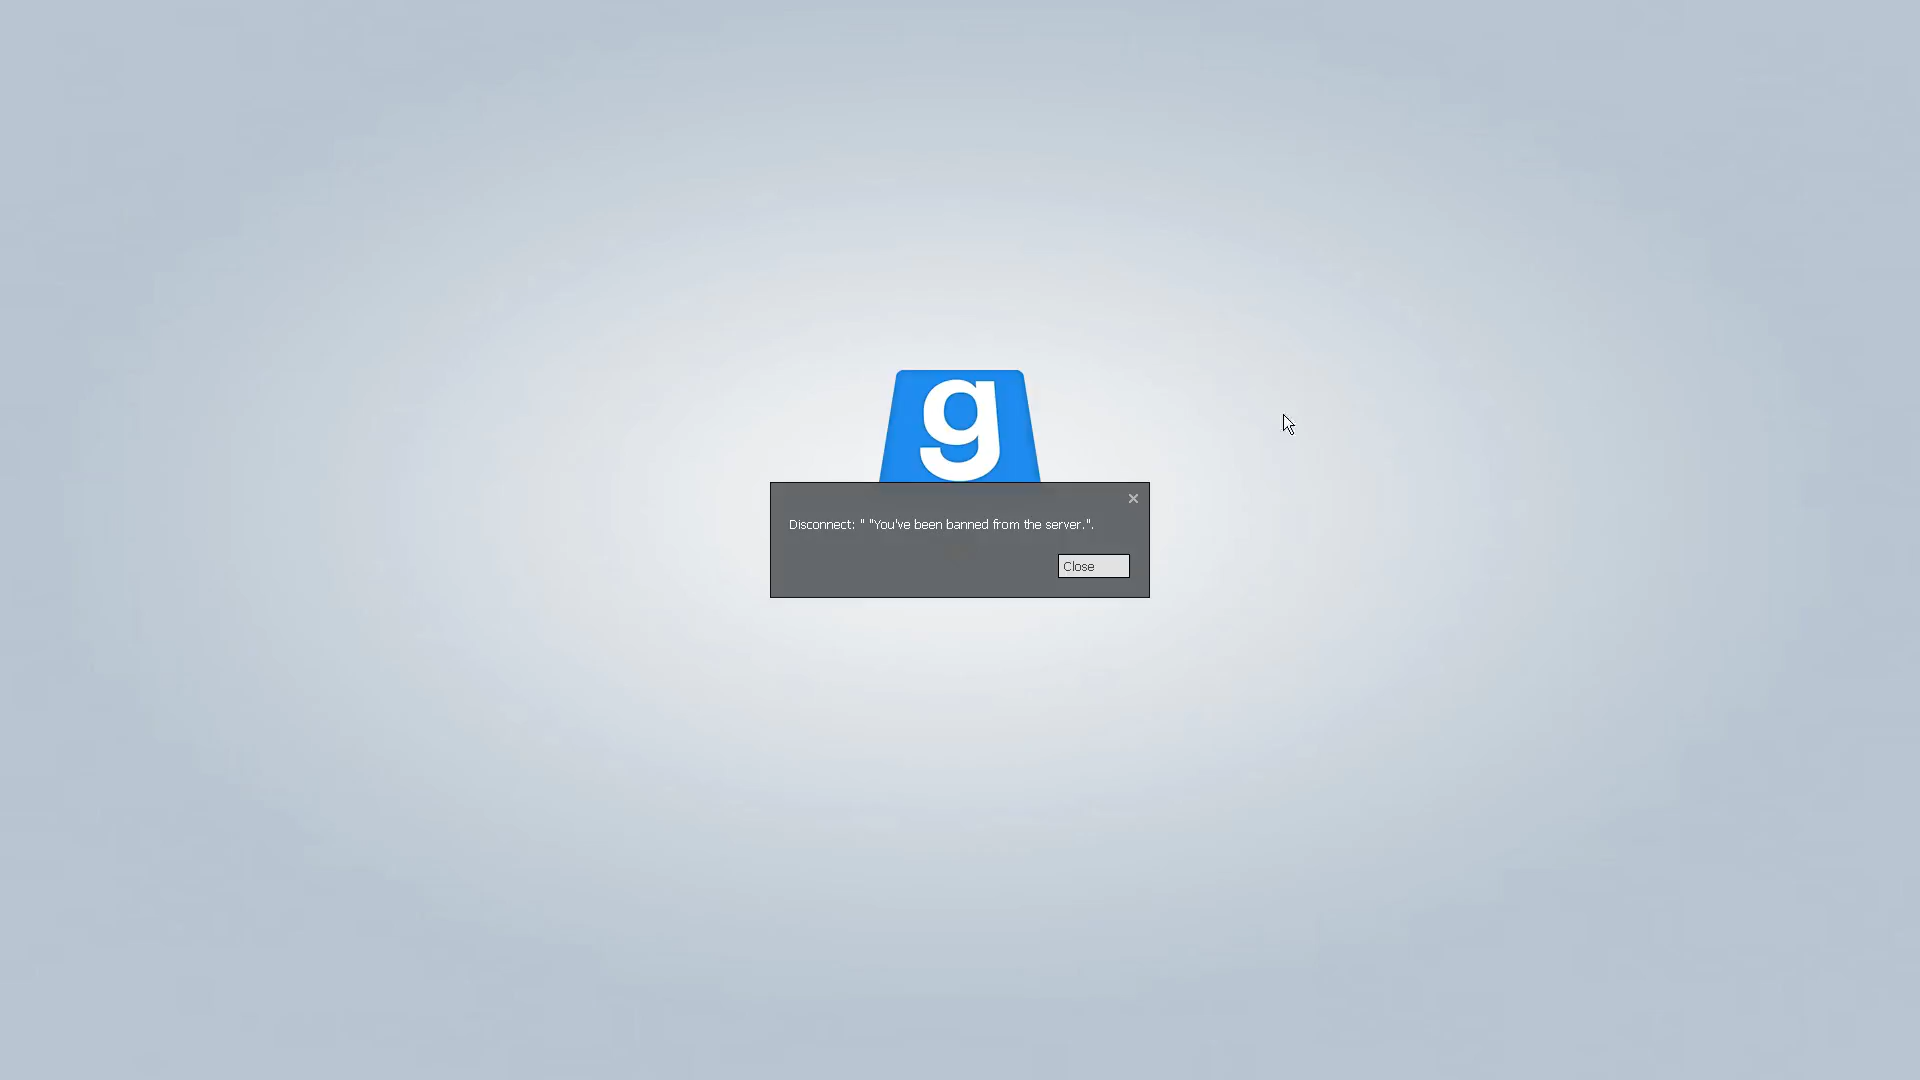 g
Disconnect: " "You've been banned from the server.".
Close